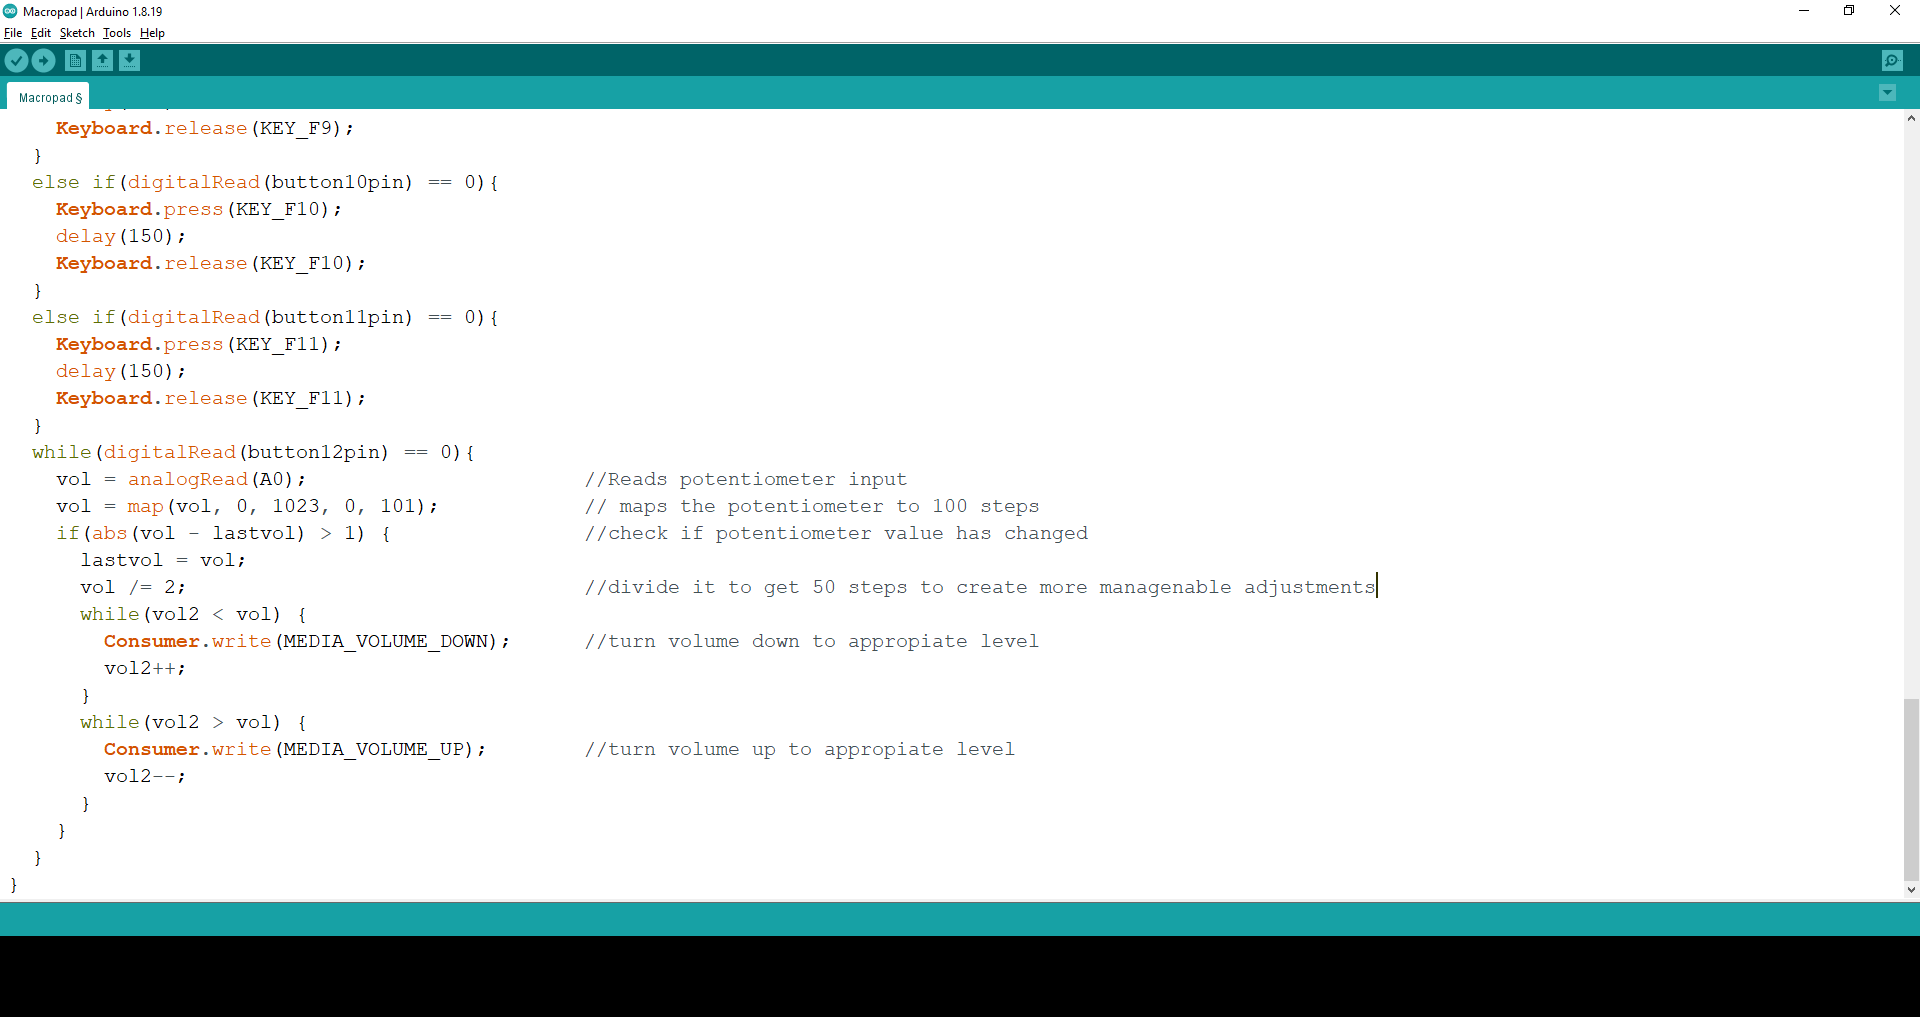 Macropad | Arduino 1.8.19
File Edit Sketch Tools Help
Macropad §
    Keyboard.release(KEY_F9);
  }
  else if(digitalRead(button10pin) == 0){
    Keyboard.press(KEY_F10);
    delay(150);
    Keyboard.release(KEY_F10);
  }
  else if(digitalRead(button11pin) == 0){
    Keyboard.press(KEY_F11);
    delay(150);
    Keyboard.release(KEY_F11);
  }
  while(digitalRead(button12pin) == 0){
    vol = analogRead(A0);                       //Reads potentiometer input
    vol = map(vol, 0, 1023, 0, 101);            // maps the potentiometer to 100 steps
    if(abs(vol - lastvol) > 1) {                //check if potentiometer value has changed
      lastvol = vol;
      vol /= 2;                                 //divide it to get 50 steps to create more managenable adjustments
      while(vol2 < vol) {
        Consumer.write(MEDIA_VOLUME_DOWN);      //turn volume down to appropiate level
        vol2++;
      }
      while(vol2 > vol) {
        Consumer.write(MEDIA_VOLUME_UP);        //turn volume up to appropiate level
        vol2--;
      }
    }
  }
}